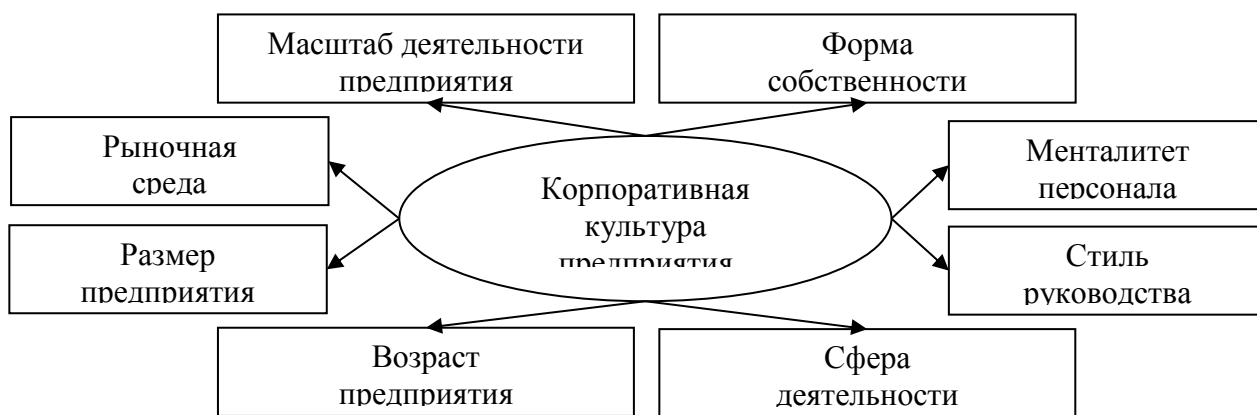 Масштаб деятельности
предприятия
Форма
собственности
Рыночная
среда
Менталитет
персонала
Корпоративная
культура
предприятия
Размер
предприятия
Стиль
руководства
Возраст
предприятия
Сфера
деятельности